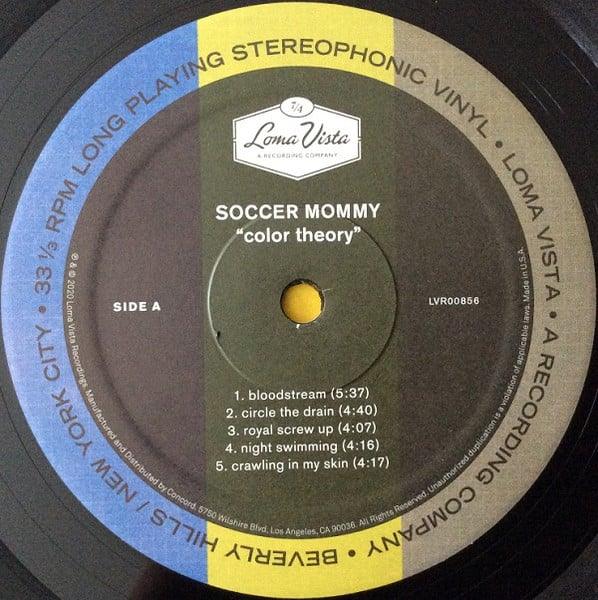 33 1/3 RPM LONG PLAYING STEREOPHONIC VINYL • LOMA VISTA • A RECORDING COMPANY • BEVERLY HILLS / NEW YORK CITY •
7/4
Loma Vista
A RECORDING COMPANY
SOCCER MOMMY
"color theory"
SIDE A
LVR00856
1. bloodstream (5:37)
2. circle the drain (4:40)
3. royal screw up (4:07)
4. night swimming (4:16)
5. crawling in my skin (4:17)
℗ & © 2020 Loma Vista Recordings. Manufactured and Distributed by Concord. 5750 Wilshire Blvd, Los Angeles, CA 90036. All Rights Reserved. Unauthorized duplication is a violation of applicable laws. Made in U.S.A.